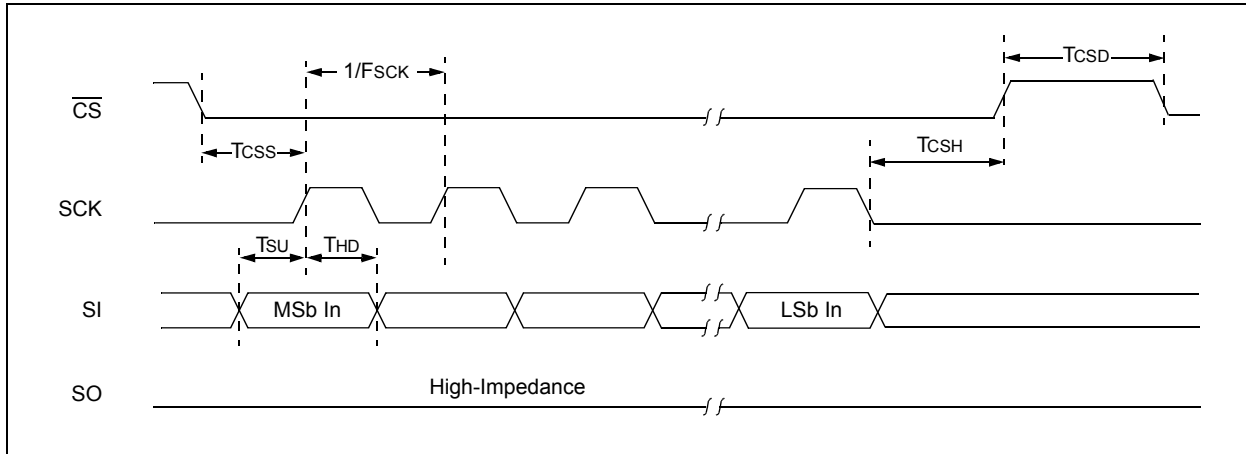 TCSD
1/FSCK
CS
TCSS
TCSH
SCK
TSU THD
SI MSb In LSb In
High-Impedance
SO